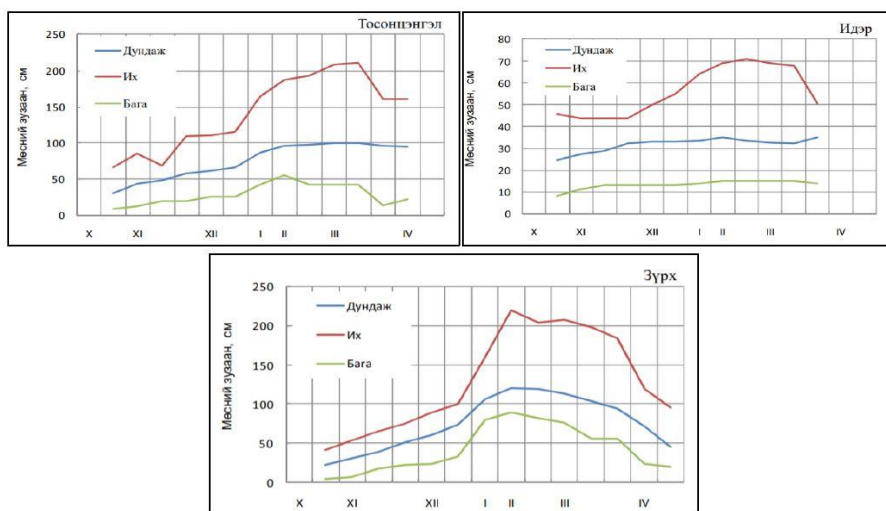 Тосонцэнгэл
Мөсний зузаан, см
250
200
150
100
50
0
Дундаж
Их
Бага
X XI XII I II III IV
Идэр
Мөсний зузаан, см
80
70
60
50
40
30
20
10
0
Дундаж
Их
Бага
X XI XII I II III IV
Зүрх
Мөсний зузаан, см
250
200
150
100
50
0
Дундаж
Их
Бага
X XI XII I II III IV